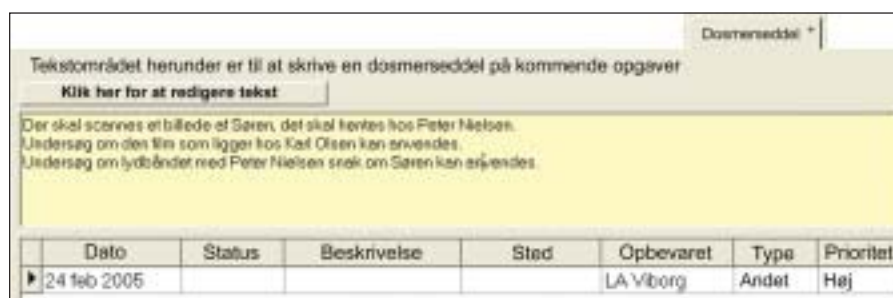 Dosmerseddel *
Tekstområdet herunder er til at skrive en dosmerseddel på kommende opgaver
Klik her for at redigere tekst
Der skal scannes et billede af Søren, det skal hentes hos Peter Nielsen.
Undersøg om den film som ligger hos Karl Olsen kan anvendes.
Undersøg om lydbåndet med Peter Nielsen snak om Søren kan anvendes.
Dato Status Beskrivelse Sted Opbevaret Type Prioritet
24 feb 2005 LA Viborg Andet Høj